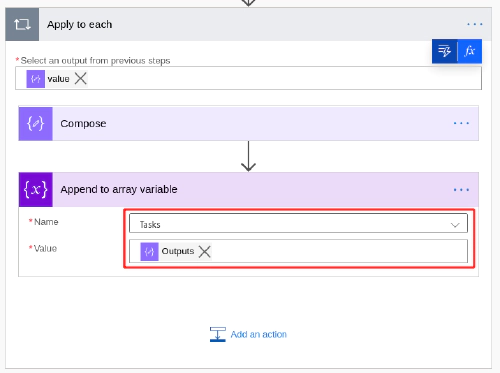 Apply to each
fx
*Select an output from previous steps
{✓} value
Compose
{x} Append to array variable
*Name
Tasks
*Value
Outputs
Add an action